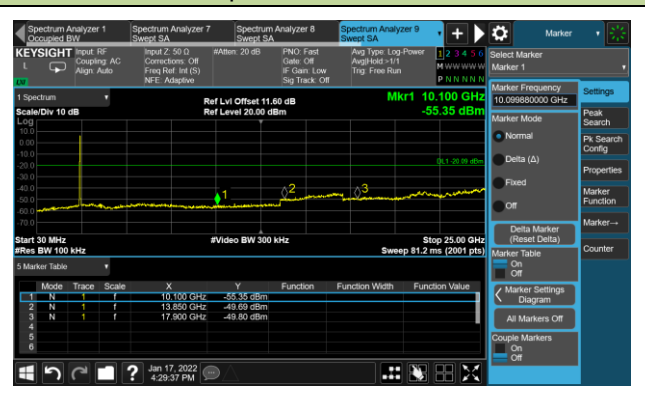 Spectrum Analyzer 1
Occupied BW
Spectrum Analyzer 7
Swept SA
Spectrum Analyzer 8
Swept SA
Spectrum Analyzer 9
Swept SA
Marker
KEYSIGHT
L
Input: RF
Coupling: AC
Align: Auto
Input Z: 50 Ω
Corrections: Off
Freq Ref: Int (S)
NFE: Adaptive
#Atten: 20 dB
PNO: Fast
Gate: Off
IF Gain: Low
Sig Track: Off
Avg Type: Log-Power
Avg|Hold:>1/1
Trig: Free Run
1 2 3 4 5 6
M W W W W W
P N N N N N
Select Marker
Marker 1
1 Spectrum
Scale/Div 10 dB
Ref Lvl Offset 11.60 dB
Ref Level 20.00 dBm
Mkr1 10.100 GHz
-55.35 dBm
Log
10.0
0.00
-10.0
-20.0
-30.0
-40.0
-50.0
-60.0
-70.0
DL1 -20.09 dBm
1
2
3
Start 30 MHz
#Res BW 100 kHz
#Video BW 300 kHz
Stop 25.00 GHz
Sweep 81.2 ms (2001 pts)
5 Marker Table
Mode Trace Scale X Y Function Function Width Function Value
1 N 1 f 10.100 GHz -55.35 dBm
2 N 1 f 13.850 GHz -49.69 dBm
3 N 1 f 17.900 GHz -49.80 dBm
4
5
6
Marker Frequency
10.099880000 GHz
Marker Mode
Normal
Delta (Δ)
Fixed
Off
Delta Marker
(Reset Delta)
Marker Table
On
Off
Marker Settings
Diagram
All Markers Off
Couple Markers
On
Off
Settings
Peak
Search
Pk Search
Config
Properties
Marker
Function
Marker→
Counter
?
Jan 17, 2022
4:29:37 PM